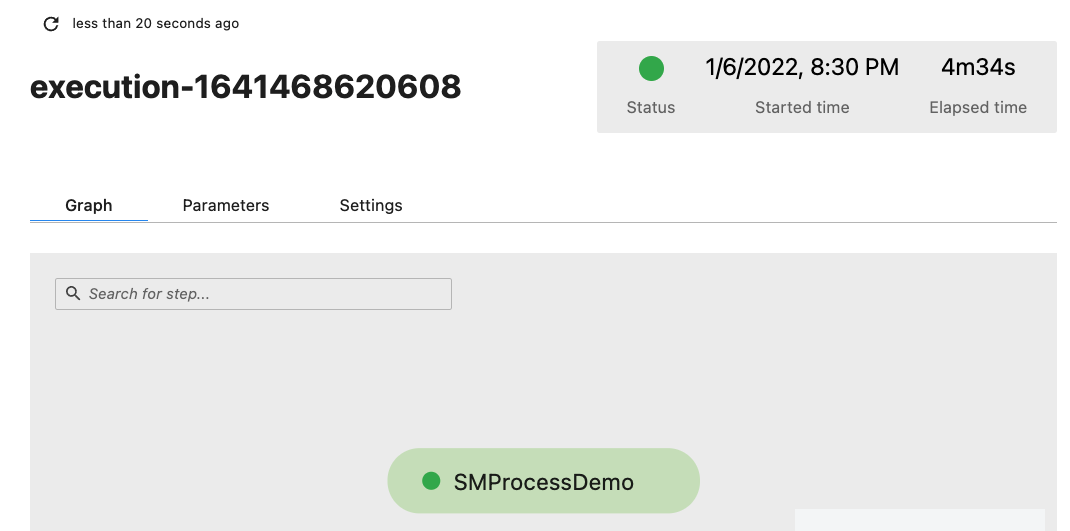 less than 20 seconds ago
execution-1641468620608
1/6/2022, 8:30 PM
4m34s
Status
Started time
Elapsed time
Graph
Parameters
Settings
Search for step...
SMProcessDemo